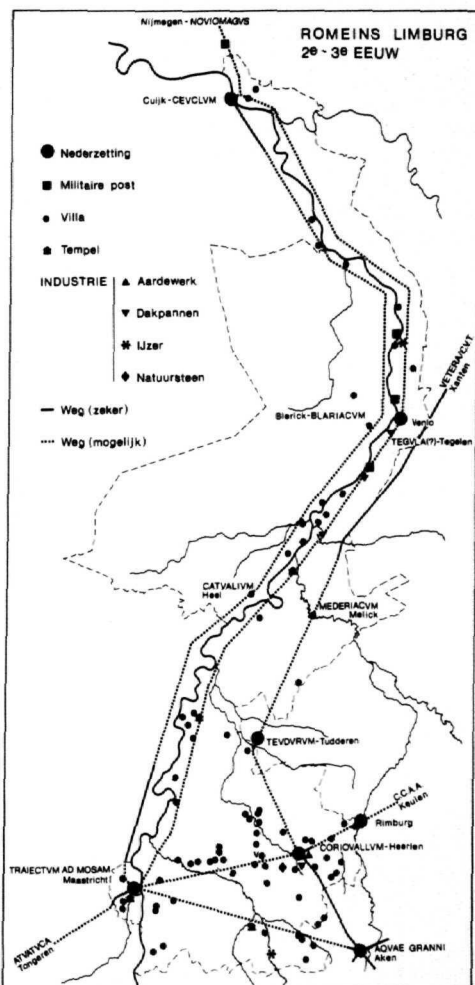 Nijmegen-NOVIOMAGVS
ROMEINS LIMBURG
2e-3e EEUW
Cuijk-CEVCLVM
Nederzetting
Militaire post
Villa
Tempel
INDUSTRIE
Aardewerk
Dakpannen
IJzer
Natuursteen
Weg (zeker)
Weg (mogelijk)
VETERA/C.V.T.
Xanten
Blerick-BLARIACVM
Venlo
TEGVLA(?)-Tegelen
CATVALIVM
Heel
MEDERIACVM
Melick
TEVDVRVM-Tudderen
C.C.A.A.
Keulen
Rimburg
CORIOVALLVM-Heerlen
TRAIECTVM AD MOSAM
Maastricht
ATVATVCA
Tongeren
AQVAE GRANNI
Aken